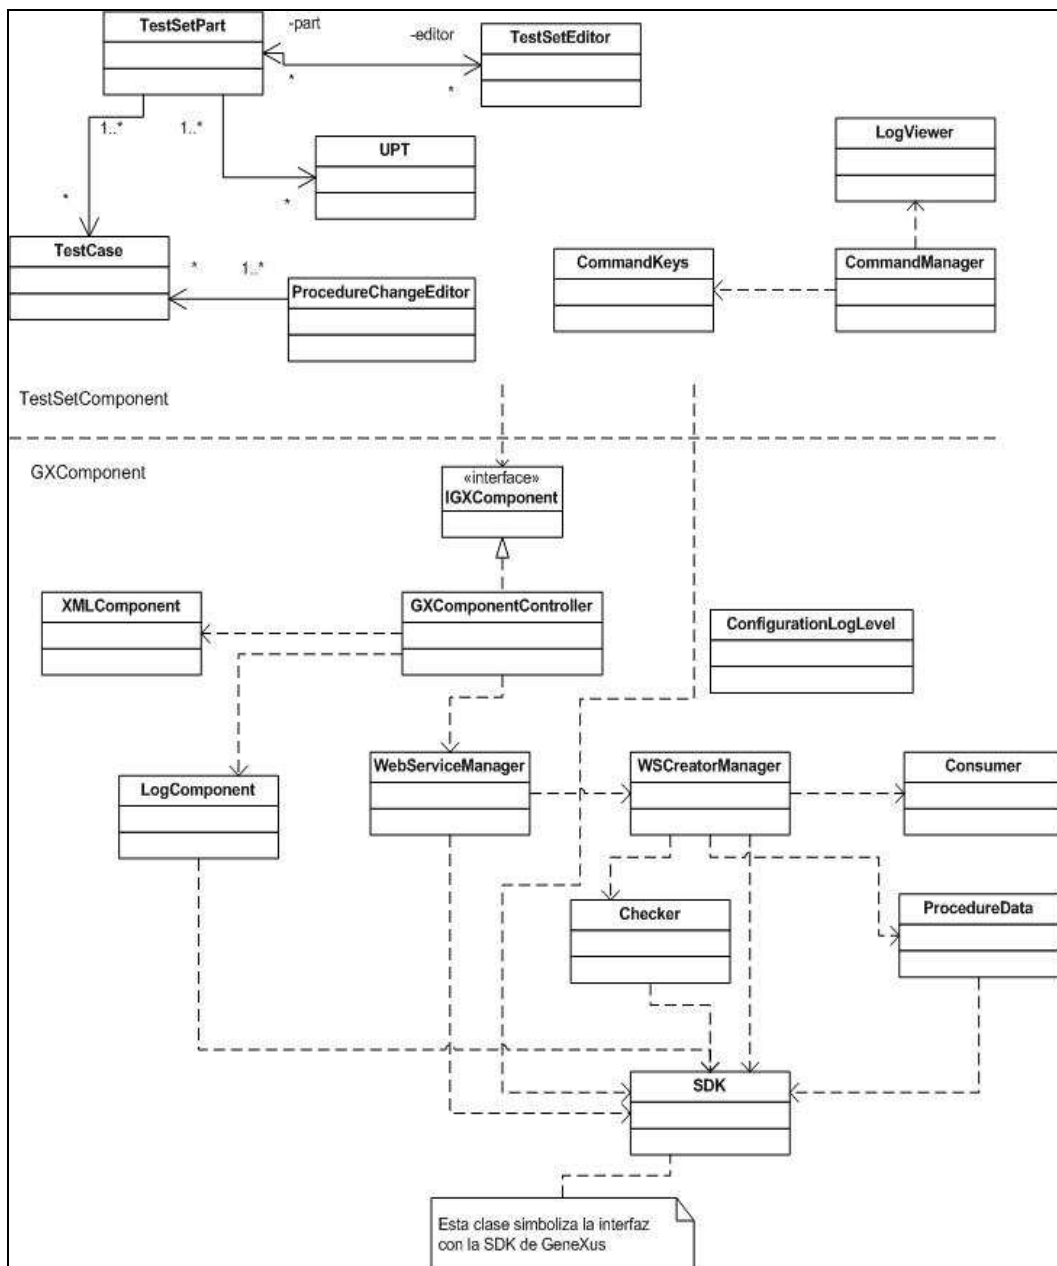 TestSetPart
-part
-editor
TestSetEditor
*
*
1..*
1..*
UPT
LogViewer
*
*
TestCase
*
1..*
ProcedureChangeEditor
CommandKeys
CommandManager
TestSetComponent
GXComponent
«interface»
IGXComponent
XMLComponent
GXComponentController
ConfigurationLogLevel
LogComponent
WebServiceManager
WSCreatorManager
Consumer
Checker
ProcedureData
SDK
Esta clase simboliza la interfaz
con la SDK de GeneXus